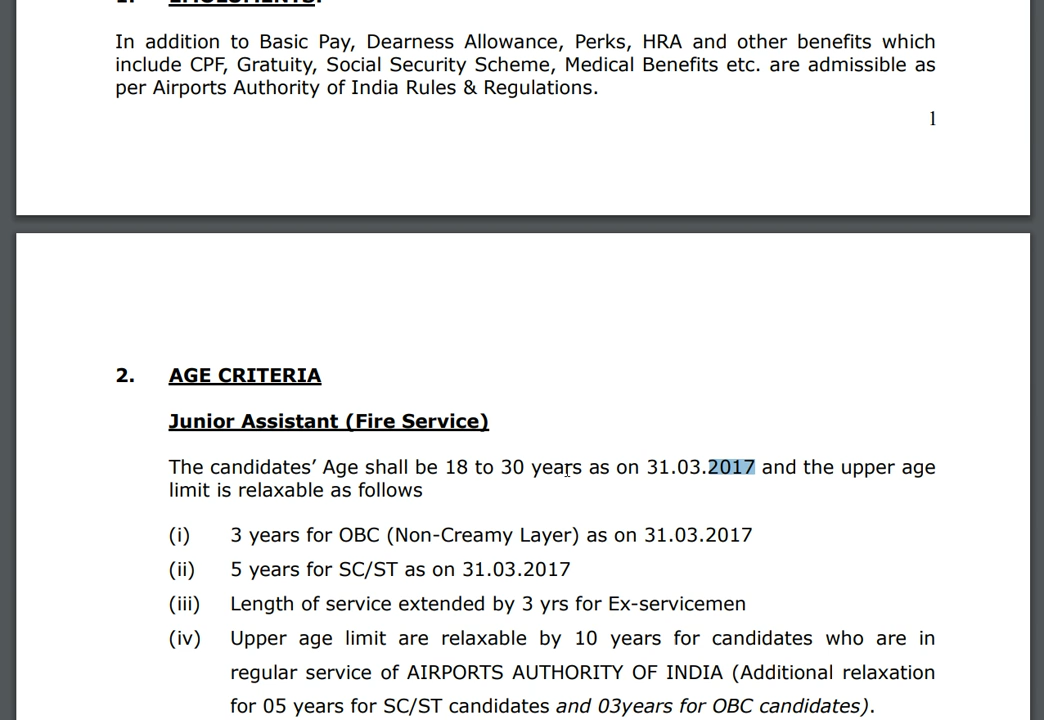 In addition to Basic Pay, Dearness Allowance, Perks, HRA and other benefits which
include CPF, Gratuity, Social Security Scheme, Medical Benefits etc. are admissible as
per Airports Authority of India Rules & Regulations.
1
2. AGE CRITERIA
Junior Assistant (Fire Service)
The candidates’ Age shall be 18 to 30 years as on 31.03.2017 and the upper age
limit is relaxable as follows
(i) 3 years for OBC (Non-Creamy Layer) as on 31.03.2017
(ii) 5 years for SC/ST as on 31.03.2017
(iii) Length of service extended by 3 yrs for Ex-servicemen
(iv) Upper age limit are relaxable by 10 years for candidates who are in
regular service of AIRPORTS AUTHORITY OF INDIA (Additional relaxation
for 05 years for SC/ST candidates and 03years for OBC candidates).